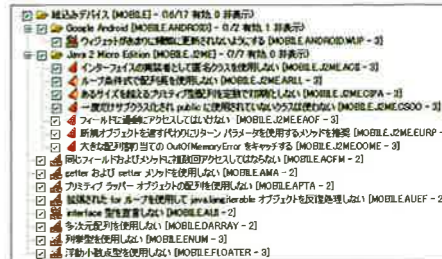 組込みデバイス [MOBILE] - (16/17 有効, 0 非表示)
Google Android [MOBILE.ANDROID] - (1/2 有効, 1 非表示)
ウィジェットがあまりに頻繁に更新されないようにする [MOBILE.ANDROID.WUP - 3]
Java 2 Micro Edition [MOBILE.J2ME] - (7/7 有効, 0 非表示)
インターフェイスの実装者として匿名クラスを使用しない [MOBILE.J2ME.ACIS - 3]
ループ条件式で配列長を使用しない [MOBILE.J2ME.ARLL - 3]
あるサイズを超えるプリミティブ型配列を定数で初期化しない [MOBILE.J2ME.CIPA - 3]
一度だけサブクラス化され public に使用されていないクラスは使わない [MOBILE.J2ME.CSOO - 3]
フィールドに過剰にアクセスしてはいけない [MOBILE.J2ME.EAOF - 3]
新規オブジェクトを渡す代わりにリターン パラメータを使用するメソッドを推奨 [MOBILE.J2ME.EURP -
大きな配列割り当ての OutOfMemoryError をキャッチする [MOBILE.J2ME.OOME - 3]
同じフィールドおよびメソッドに複数回アクセスしてはならない [MOBILE.ACFM - 2]
getter および setter メソッドを使用しない [MOBILE.AMA - 2]
プリミティブ ラッパー オブジェクトの配列を使用しない [MOBILE.APTA - 2]
拡張された for ループを使用して java.lang.iterable オブジェクトを反復処理しない [MOBILE.AUEF - 2]
interface 型を宣言しない [MOBILE.AUI - 2]
多次元配列を使用しない [MOBILE.DARRAY - 2]
列挙型を使用しない [MOBILE.ENUM - 3]
浮動小数点型を使用しない [MOBILE.FLOATER - 3]